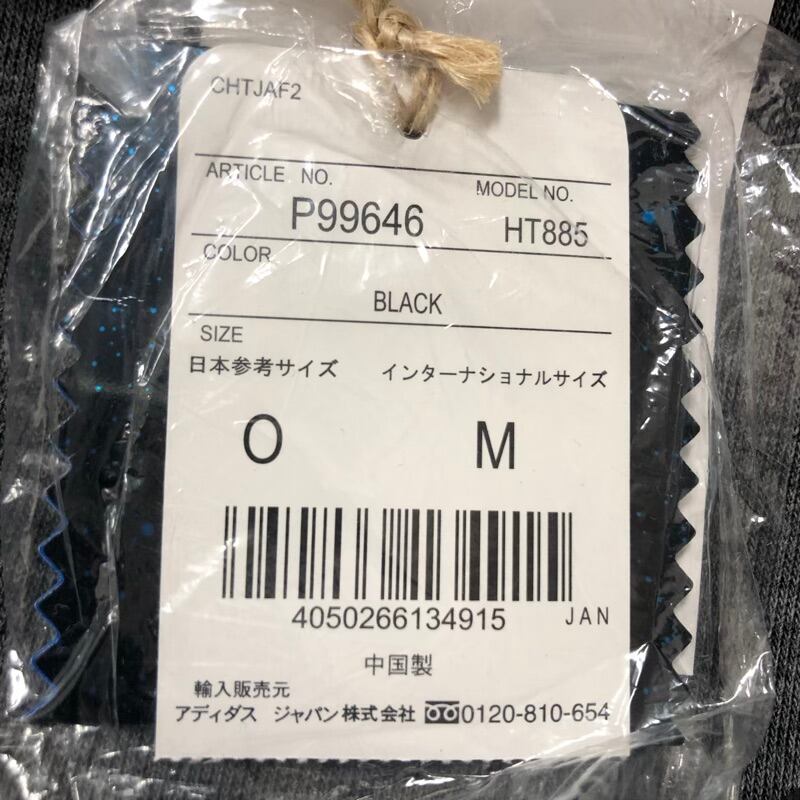 CHTJAF2
ARTICLE NO. MODEL NO.
P99646 HT885
COLOR
BLACK
SIZE
日本参考サイズ インターナショナルサイズ
O M
4050266134915 JAN
中国製
輸入販売元
アディダス ジャパン株式会社 0120-810-654